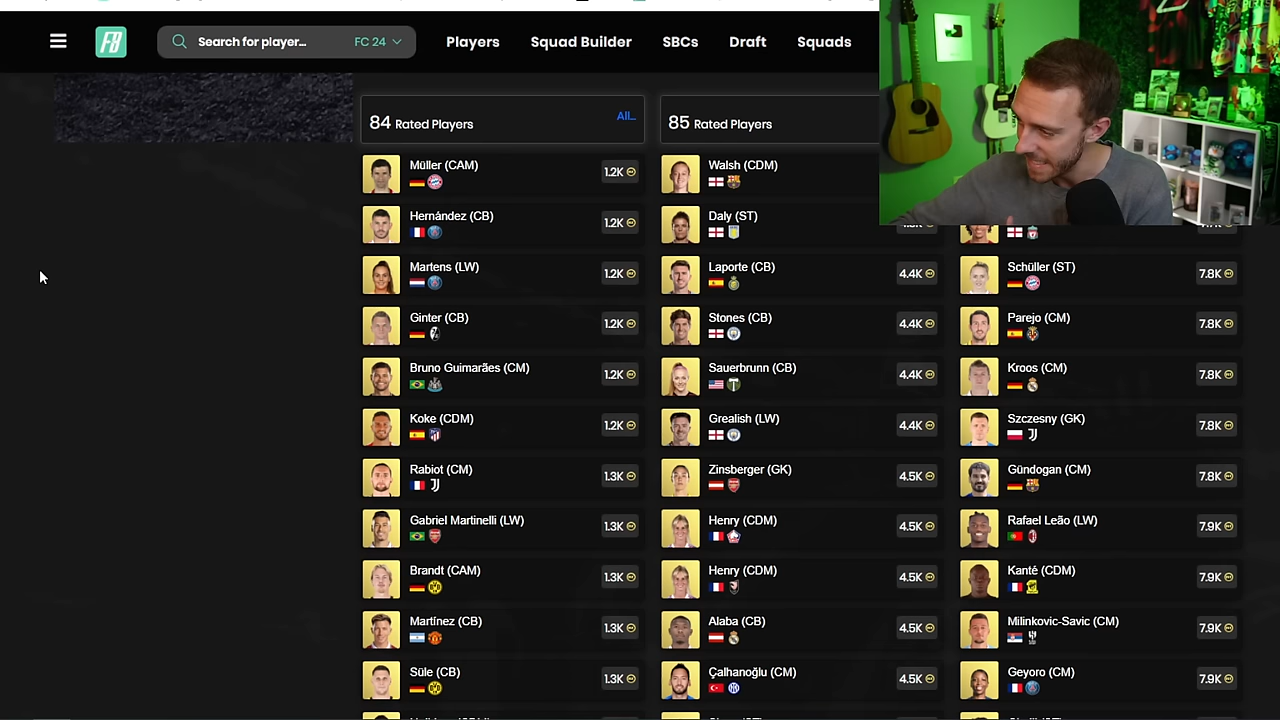 FB
Search for player...
FC 24
Players
Squad Builder
SBCs
Draft
Squads
84 Rated Players
All..
Müller (CAM)
1.2K
Hernández (CB)
1.2K
Martens (LW)
1.2K
Ginter (CB)
1.2K
Bruno Guimarães (CM)
1.2K
Koke (CDM)
1.2K
Rabiot (CM)
1.3K
Gabriel Martinelli (LW)
1.3K
Brandt (CAM)
1.3K
Martínez (CB)
1.3K
Süle (CB)
1.3K
85 Rated Players
Walsh (CDM)
Daly (ST)
Laporte (CB)
4.4K
Stones (CB)
4.4K
Sauerbrunn (CB)
4.4K
Grealish (LW)
4.4K
Zinsberger (GK)
4.5K
Henry (CDM)
4.5K
Henry (CDM)
4.5K
Alaba (CB)
4.5K
Çalhanoğlu (CM)
4.5K
Schüller (ST)
7.8K
Parejo (CM)
7.8K
Kroos (CM)
7.8K
Szczesny (GK)
7.8K
Gündogan (CM)
7.8K
Rafael Leão (LW)
7.9K
Kanté (CDM)
7.9K
Milinkovic-Savic (CM)
7.9K
Geyoro (CM)
7.9K